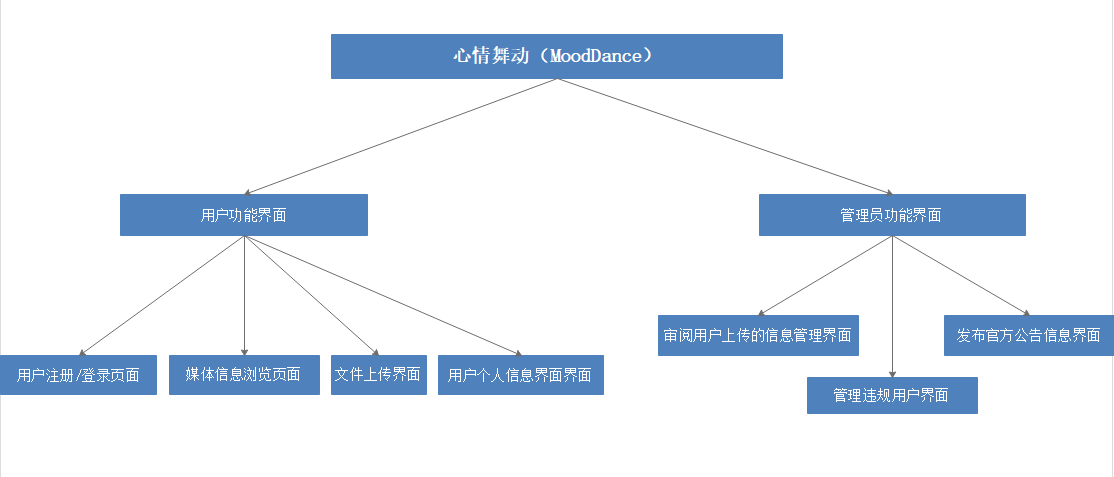 心情舞动（MoodDance）
用户功能界面
管理员功能界面
审阅用户上传的信息管理界面
发布官方公告信息界面
用户注册/登录页面
媒体信息浏览页面
文件上传界面
用户个人信息界面界面
管理违规用户界面